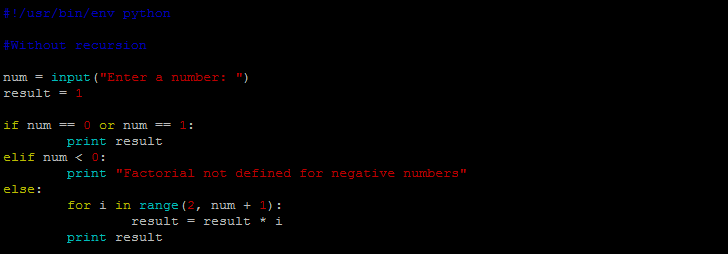 #!/usr/bin/env python
#Without recursion
num = input("Enter a number: ")
result = 1
if num == 0 or num == 1:
print result
elif num < 0:
print "Factorial not defined for negative numbers"
else:
for i in range(2, num + 1):
result = result * i
print result